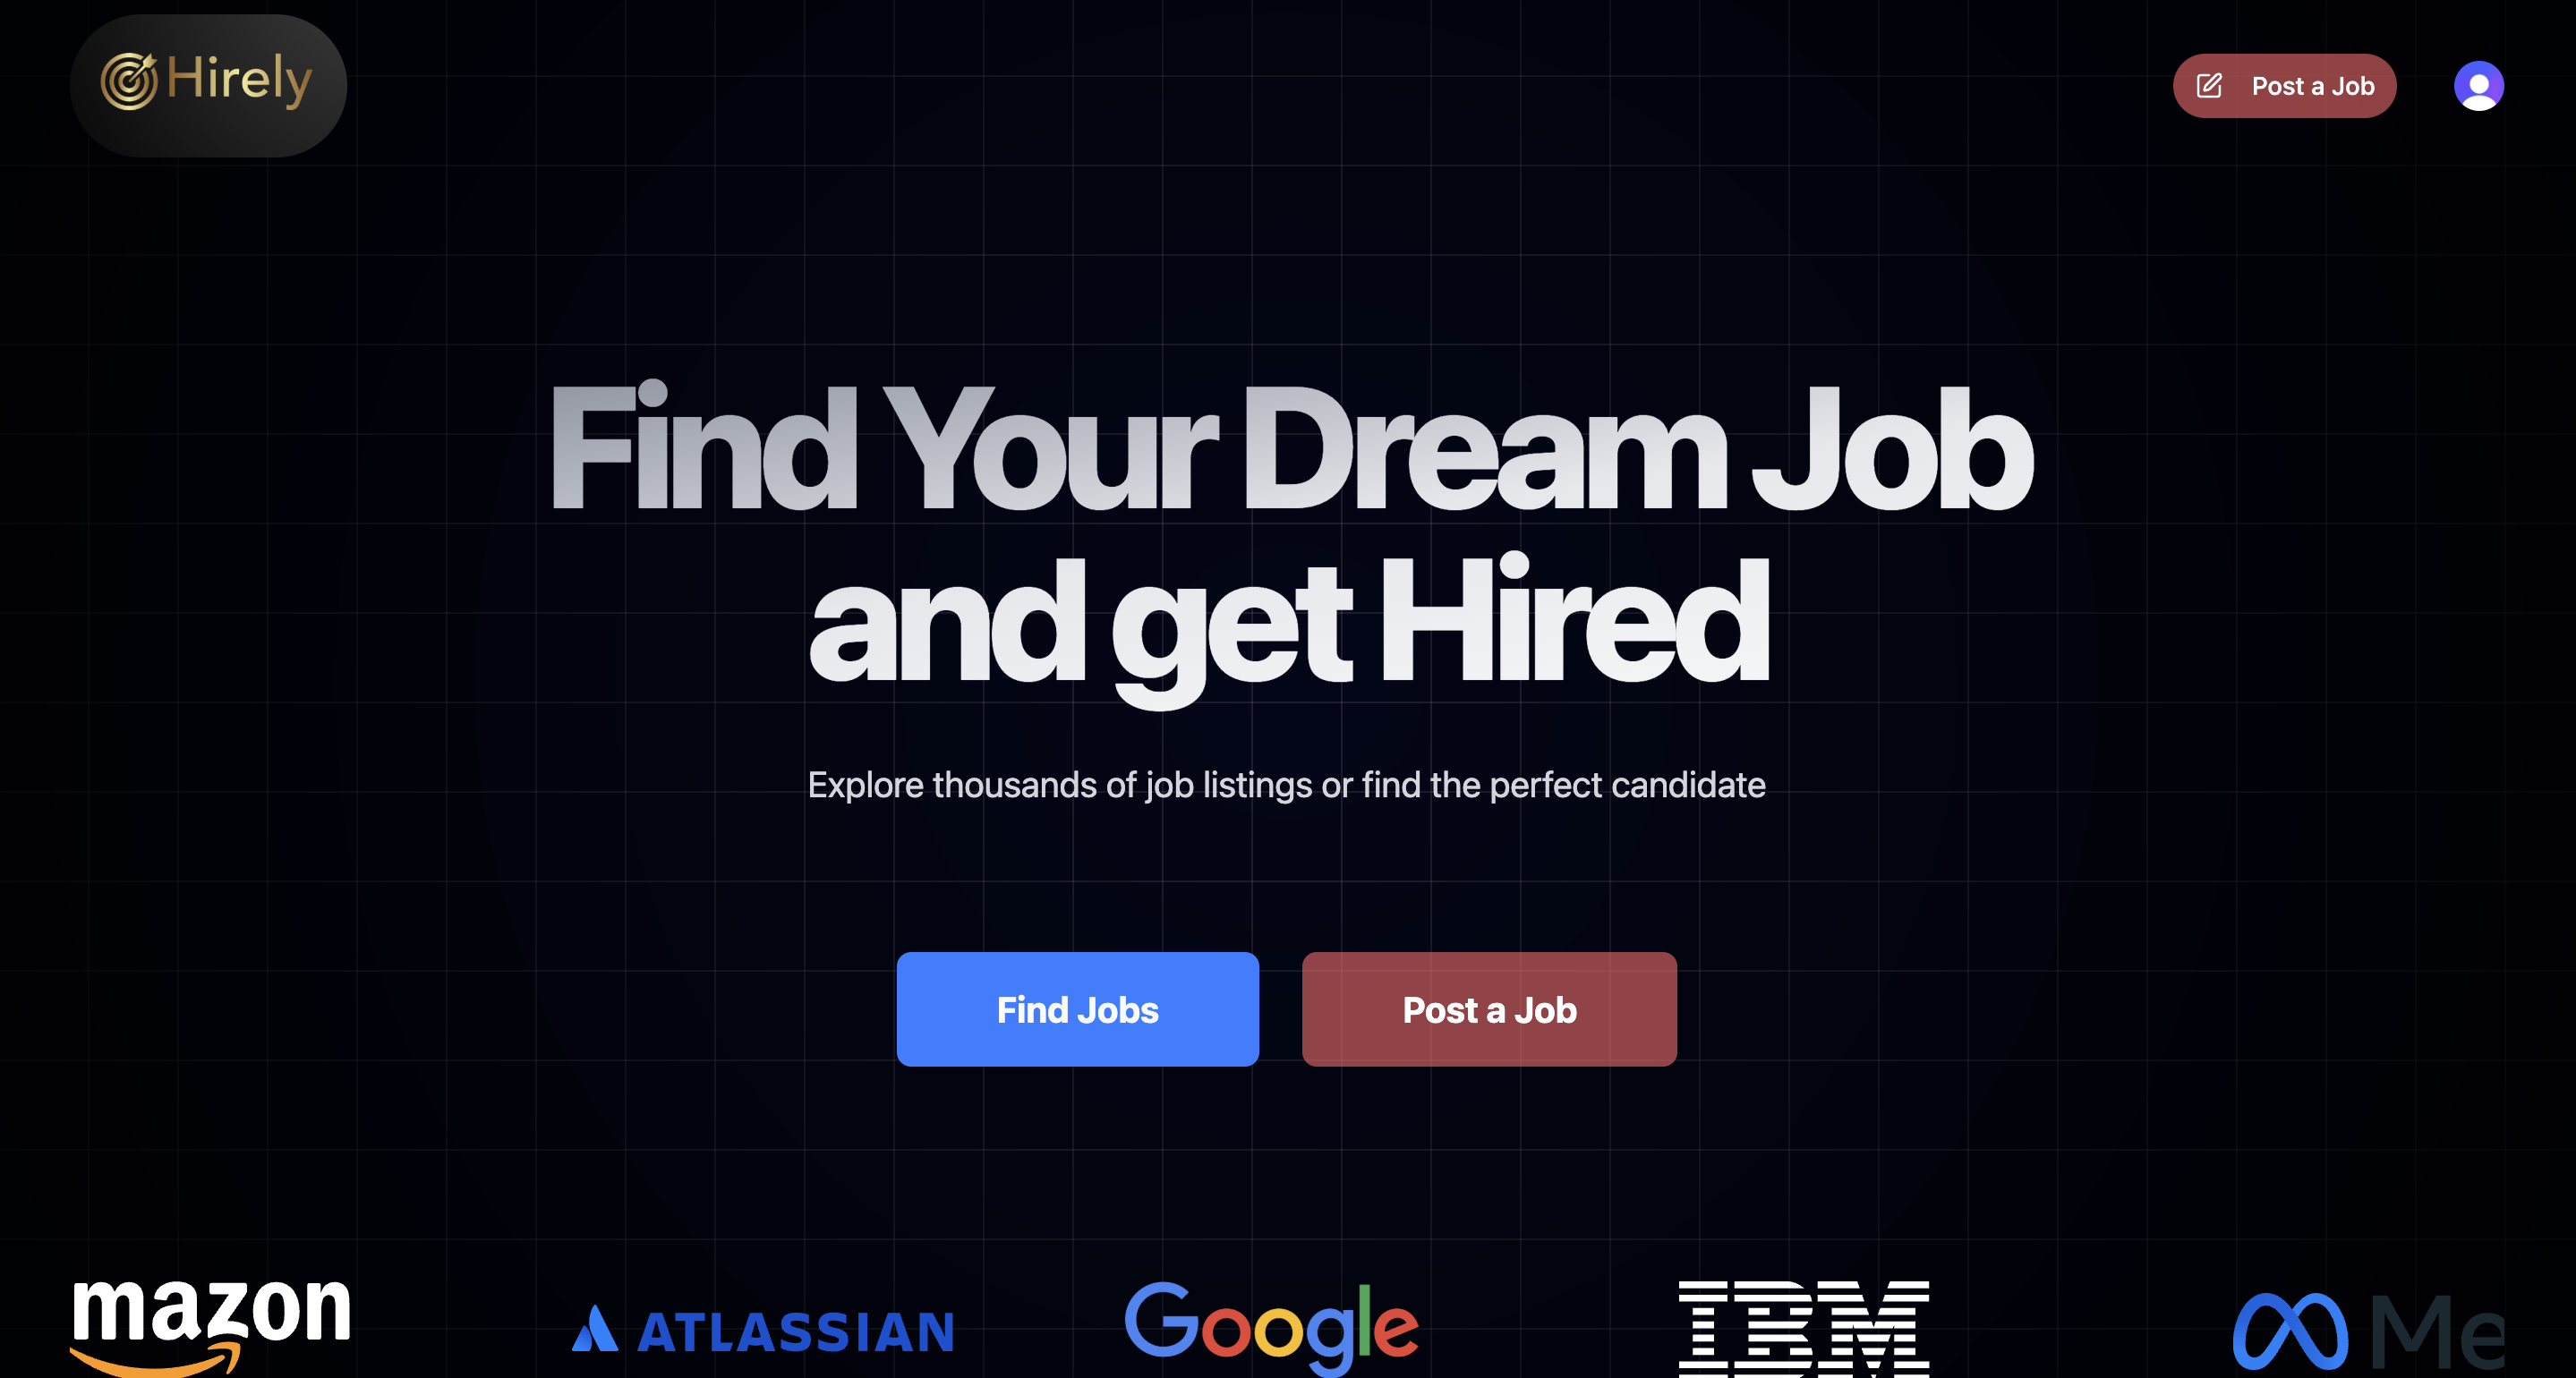 Hirely
Post a Job
Find Your Dream Job
and get Hired
Explore thousands of job listings or find the perfect candidate
Find Jobs
Post a Job
mazon
ATLASSIAN
Google
IBM
Me